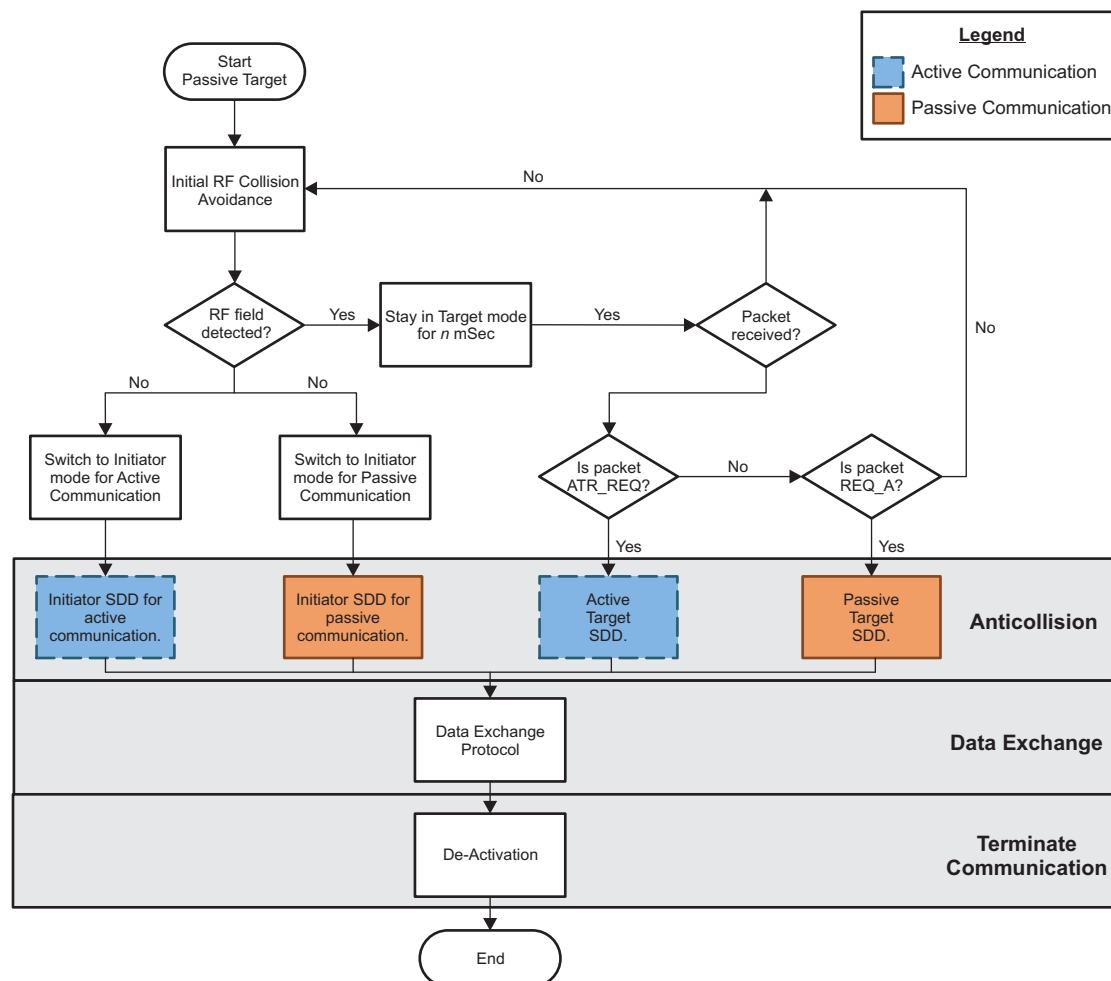 Start
Passive Target
Legend
Active Communication
Passive Communication
Initial RF Collision
Avoidance
No
RF field
detected?
Yes
Stay in Target mode
for n mSec
Yes
Packet
received?
No
No
No
Switch to Initiator
mode for Active
Communication
Switch to Initiator
mode for Passive
Communication
Is packet
ATR_REQ?
No
Is packet
REQ_A?
Yes
Yes
Initiator SDD for
active
communication.
Initiator SDD for
passive
communication.
Active
Target
SDD.
Passive
Target
SDD.
Anticollision
Data Exchange
Protocol
Data Exchange
De-Activation
Terminate
Communication
End